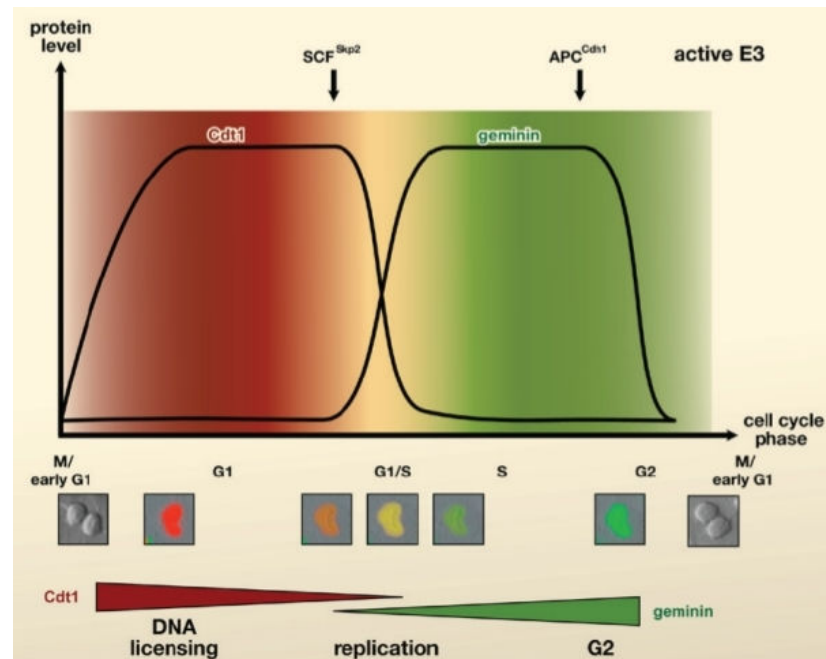 protein
level
SCF^Skp2
APC^Cdh1
active E3
Cdt1
geminin
cell cycle
phase
M/
early G1
G1
G1/S
S
G2
M/
early G1
Cdt1
geminin
DNA
licensing
replication
G2